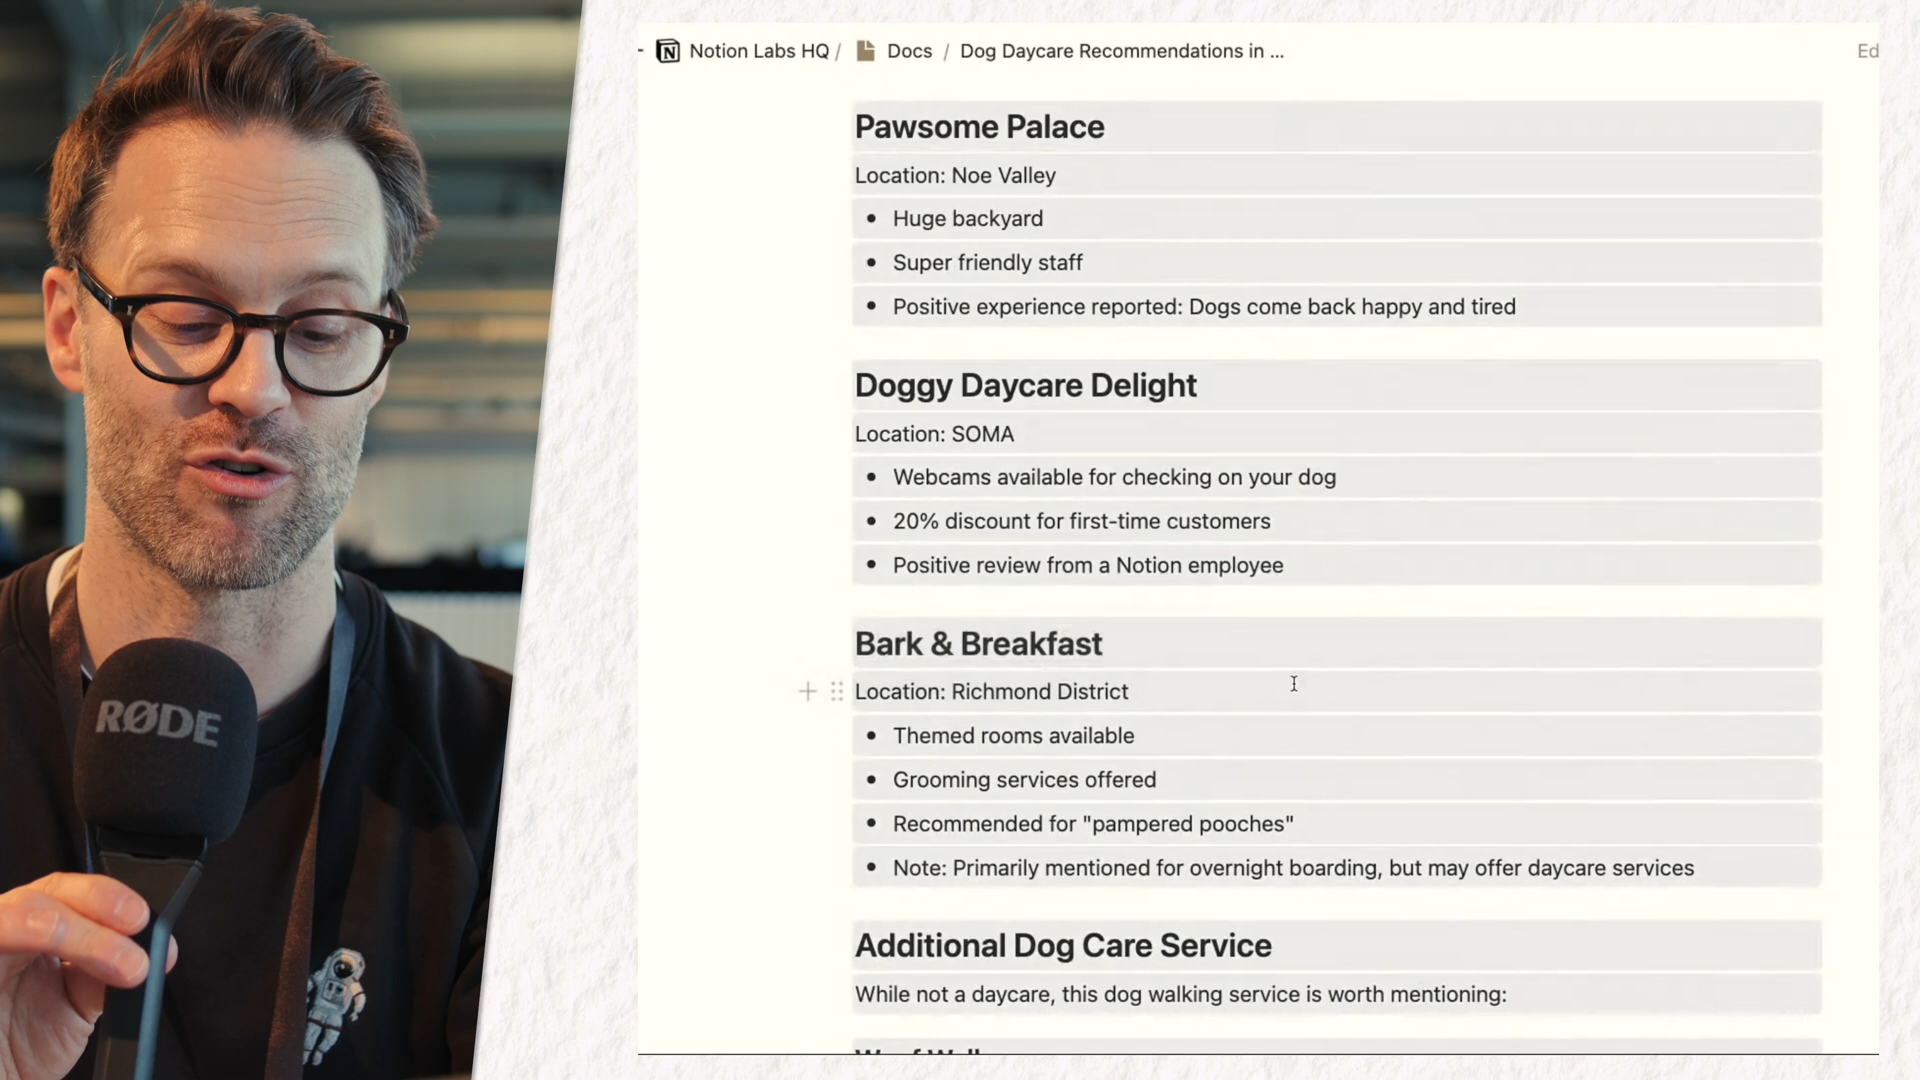 Notion Labs HQ / Docs / Dog Daycare Recommendations in ...
Ed
Pawsome Palace
Location: Noe Valley
• Huge backyard
• Super friendly staff
• Positive experience reported: Dogs come back happy and tired
Doggy Daycare Delight
Location: SOMA
• Webcams available for checking on your dog
• 20% discount for first-time customers
• Positive review from a Notion employee
Bark & Breakfast
Location: Richmond District
• Themed rooms available
• Grooming services offered
• Recommended for "pampered pooches"
• Note: Primarily mentioned for overnight boarding, but may offer daycare services
Additional Dog Care Service
While not a daycare, this dog walking service is worth mentioning:
RØDE